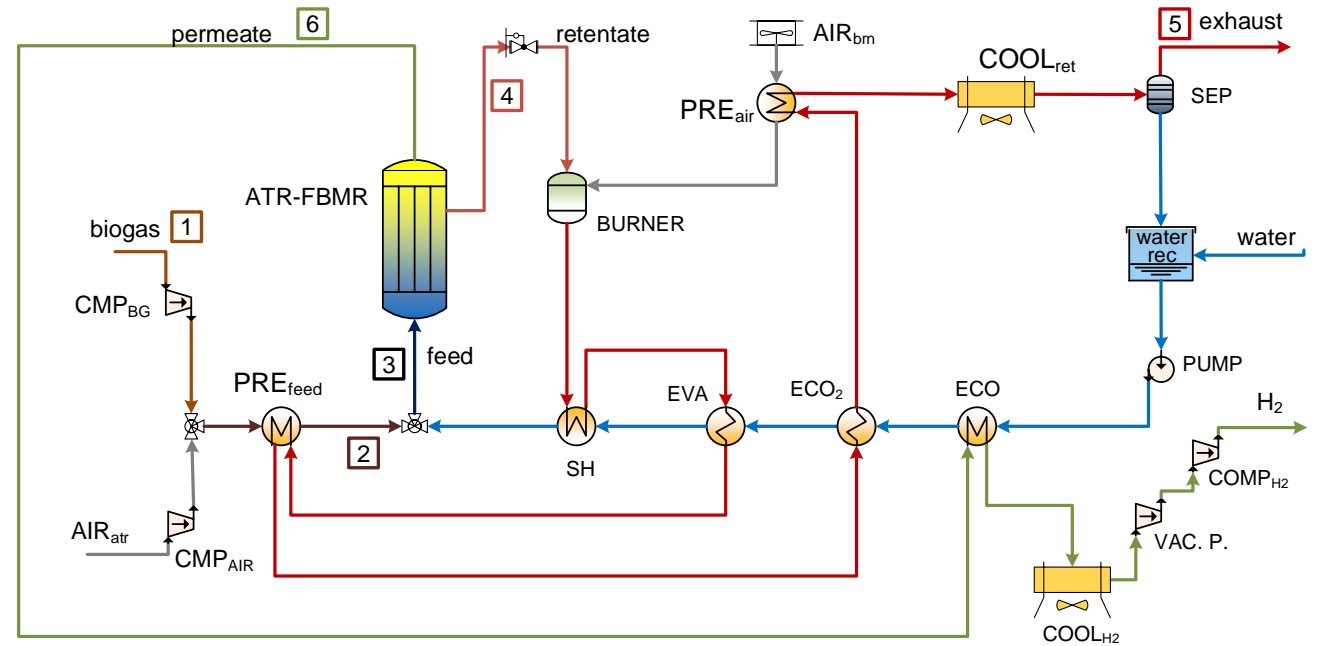 permeate
6
retentate
AIRbrn
5
exhaust
COOLret
4
PREair
SEP
ATR-FBMR
BURNER
biogas
1
water
rec
water
CMPBG
3
feed
PUMP
PREfeed
EVA
ECO2
ECO
H2
2
SH
COMPH2
AIRatr
CMPAIR
VAC. P.
COOLH2